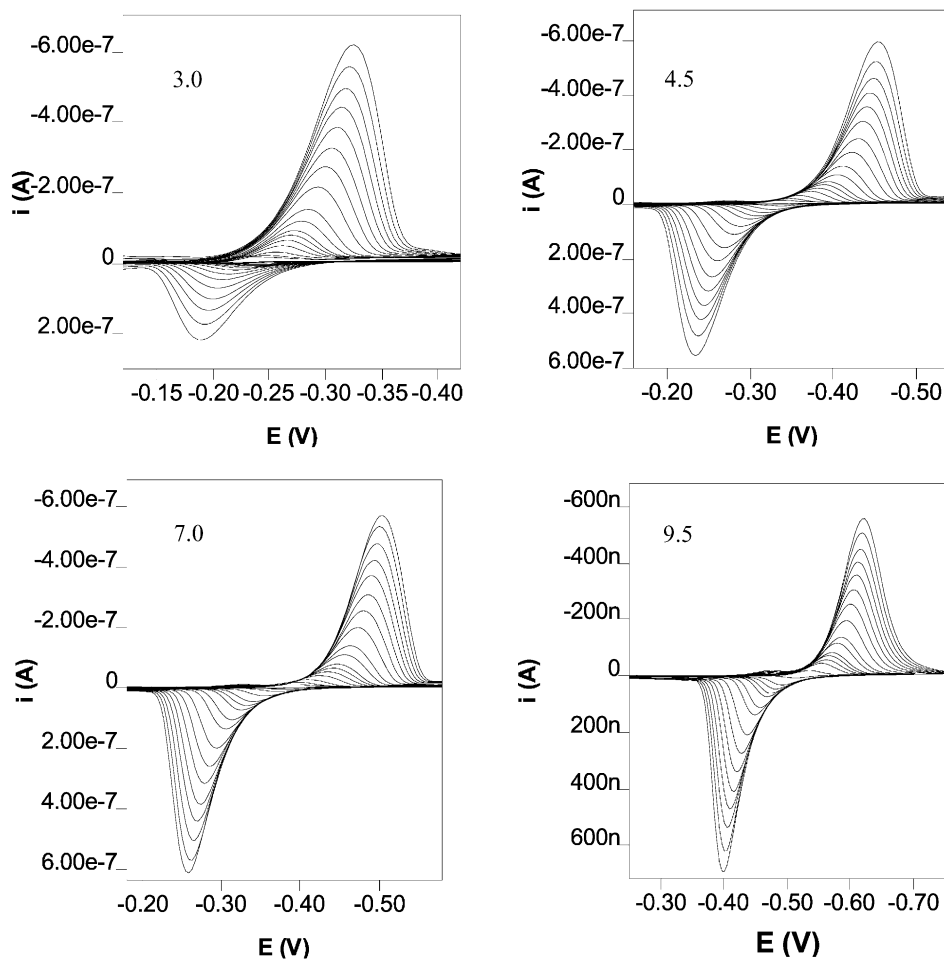 -6.00e-7
3.0
-4.00e-7
-2.00e-7
i (A)
0
2.00e-7
-0.15 -0.20 -0.25 -0.30 -0.35 -0.40
E (V)
-6.00e-7
4.5
-4.00e-7
-2.00e-7
i (A)
0
2.00e-7
4.00e-7
6.00e-7
-0.20 -0.30 -0.40 -0.50
E (V)
-6.00e-7
7.0
-4.00e-7
-2.00e-7
i (A)
0
2.00e-7
4.00e-7
6.00e-7
-0.20 -0.30 -0.40 -0.50
E (V)
-600n
9.5
-400n
-200n
i (A)
0
200n
400n
600n
-0.30 -0.40 -0.50 -0.60 -0.70
E (V)